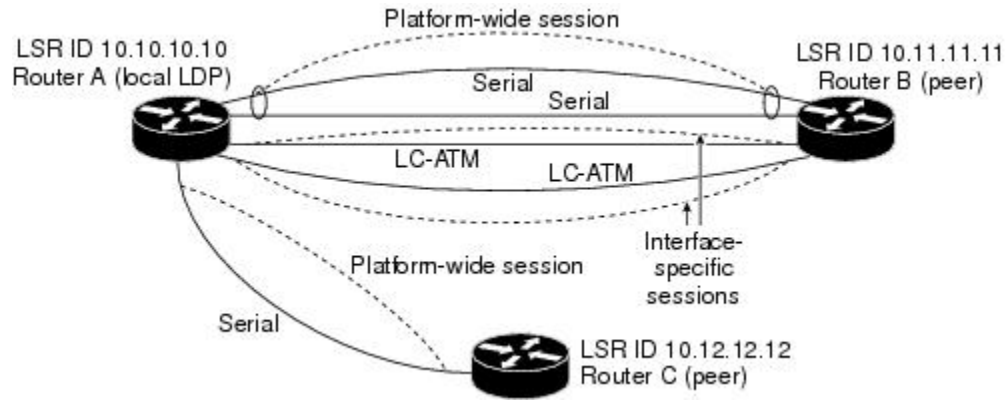 Platform-wide session
LSR ID 10.10.10.10
Router A (local LDP)
LSR ID 10.11.11.11
Router B (peer)
Serial
Serial
LC-ATM
LC-ATM
Interface-
specific
sessions
Platform-wide session
Serial
LSR ID 10.12.12.12
Router C (peer)